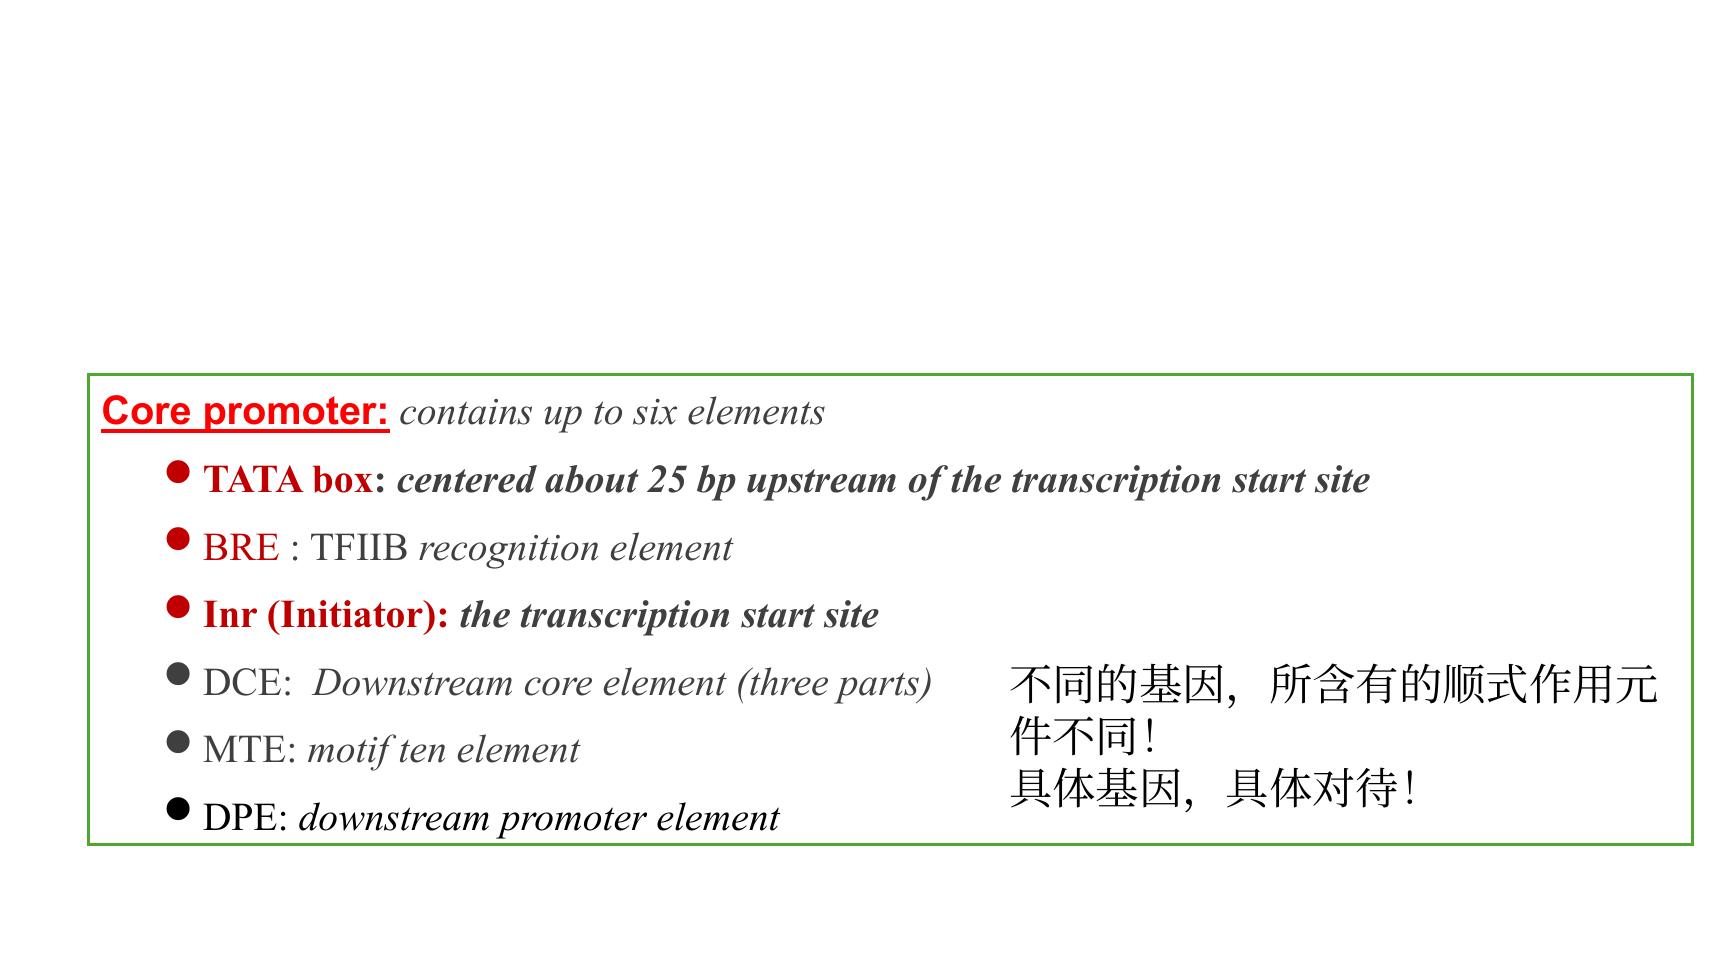 Core promoter: contains up to six elements
TATA box: centered about 25 bp upstream of the transcription start site
BRE : TFIIB recognition element
Inr (Initiator): the transcription start site
DCE: Downstream core element (three parts)
MTE: motif ten element
DPE: downstream promoter element
不同的基因，所含有的顺式作用元
件不同！
具体基因，具体对待！